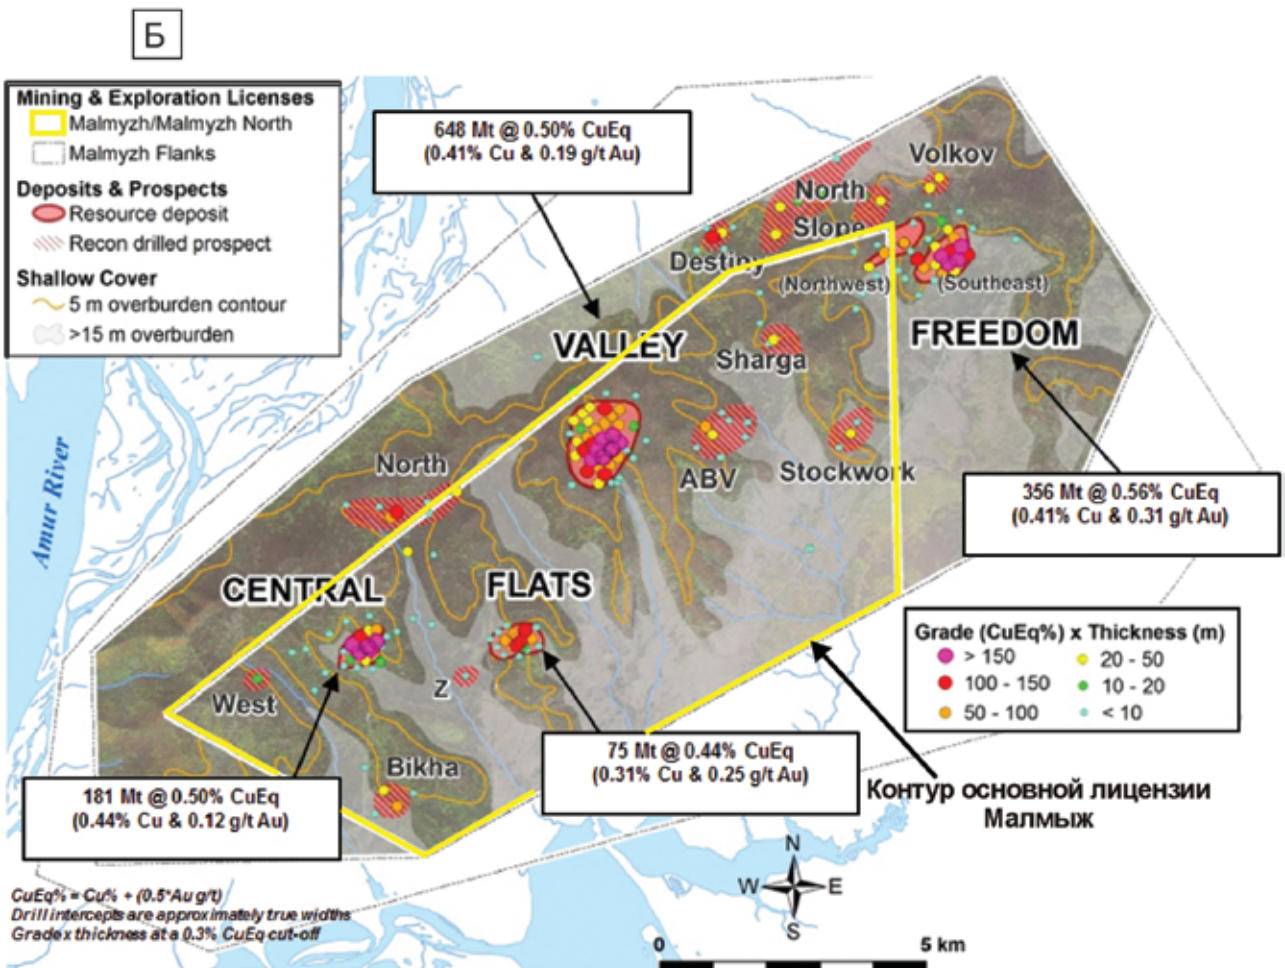 Б
Mining & Exploration Licenses
Malmyzh/Malmyzh North
Malmyzh Flanks
Deposits & Prospects
Resource deposit
Recon drilled prospect
Shallow Cover
5 m overburden contour
>15 m overburden
648 Mt @ 0.50% CuEq
(0.41% Cu & 0.19 g/t Au)
Volkov
North
Slope
Destiny
(Northwest)
(Southeast)
VALLEY
FREEDOM
Sharga
Amur River
North
ABV
Stockwork
356 Mt @ 0.56% CuEq
(0.41% Cu & 0.31 g/t Au)
CENTRAL
FLATS
Grade (CuEq%) x Thickness (m)
> 150
20 - 50
100 - 150
10 - 20
50 - 100
< 10
West
Z
Bikha
75 Mt @ 0.44% CuEq
(0.31% Cu & 0.25 g/t Au)
181 Mt @ 0.50% CuEq
(0.44% Cu & 0.12 g/t Au)
Контур основной лицензии
Малмыж
N
W
E
S
CuEq% = Cu% + (0.5*Au g/t)
Drill intercepts are approximately true widths
Grade x thickness at a 0.3% CuEq cut-off
0
5 km